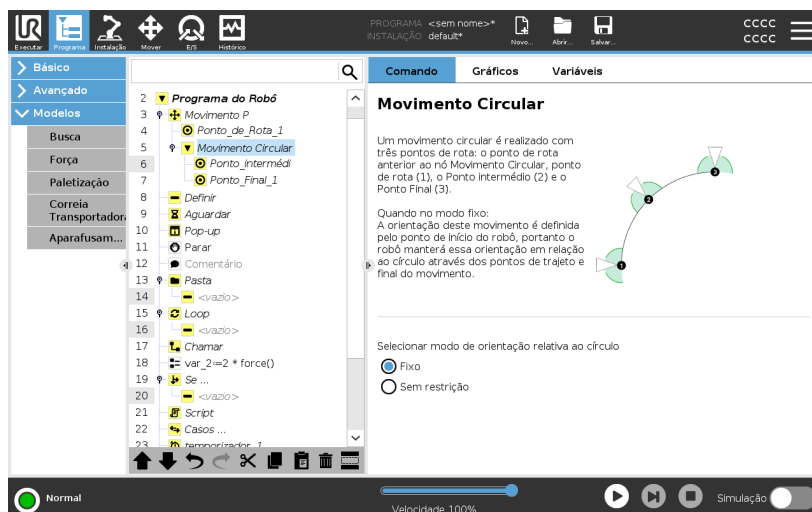 UR
PROGRAMA <sem nome>*
INSTALAÇÃO default*
CCCC
CCCC
Executar Programa Instalação Mover E/S Histórico Novo... Abrir... Salvar...
Básico
Avançado
Modelos
Busca
Força
Paletização
Correia
Transportadora
Aparafusam...
2 Programa do Robô
3 Movimento P
4 Ponto_de_Rota_1
5 Movimento Circular
6 Ponto_intermédi
7 Ponto_Final_1
8 Definir
9 Aguardar
10 Pop-up
11 Parar
12 Comentário
13 Pasta
14 <vazio>
15 Loop
16 <vazio>
17 Chamar
18 var_2:=2 * force()
19 Se ...
20 <vazio>
21 Script
22 Casos ...
23 temporizador_1
Comando Gráficos Variáveis
Movimento Circular
Um movimento circular é realizado com
três pontos de rota: o ponto de rota
anterior ao nó Movimento Circular, ponto
de rota (1), o Ponto intermédio (2) e o
Ponto Final (3).
Quando no modo fixo:
A orientação deste movimento é definida
pelo ponto de início do robô, portanto o
robô manterá essa orientação em relação
ao círculo através dos pontos de trajeto e
final do movimento.
1
2
3
Selecionar modo de orientação relativa ao círculo
Fixo
Sem restrição
Normal
Velocidade 100%
Simulação